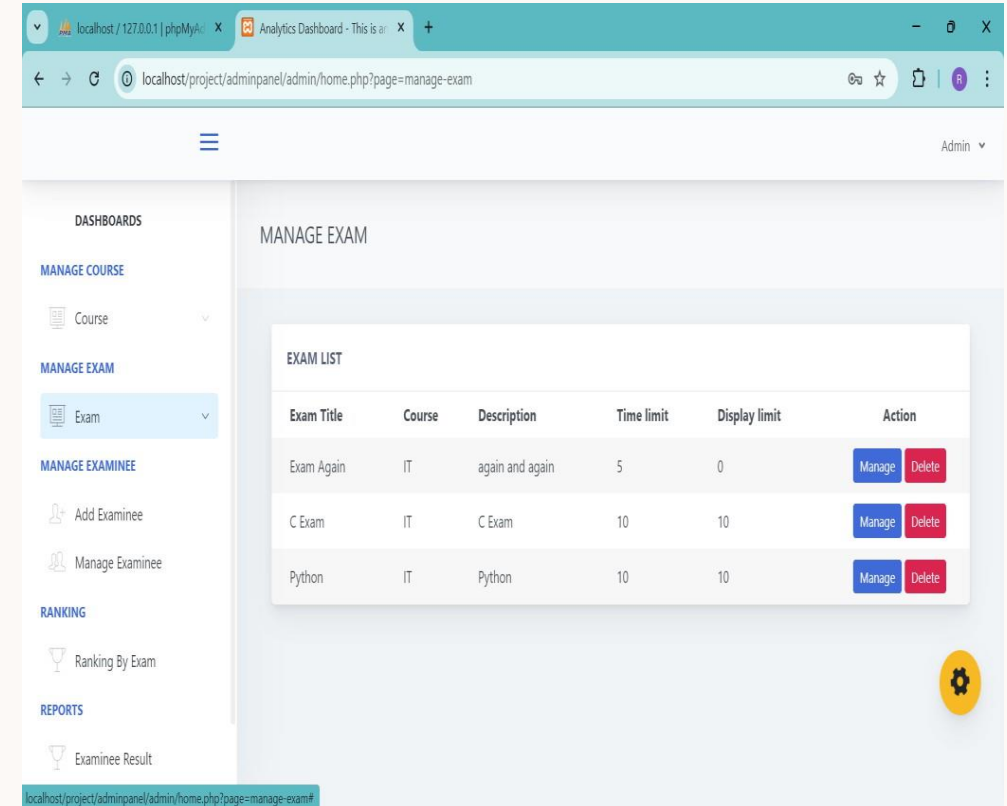 localhost / 127.0.0.1 | phpMyAd
Analytics Dashboard - This is an
localhost/project/adminpanel/admin/home.php?page=manage-exam
R
Admin
DASHBOARDS
MANAGE COURSE
Course
MANAGE EXAM
Exam
MANAGE EXAMINEE
Add Examinee
Manage Examinee
RANKING
Ranking By Exam
REPORTS
Examinee Result
MANAGE EXAM
EXAM LIST
Exam Title Course Description Time limit Display limit Action
Exam Again IT again and again 5 0 Manage Delete
C Exam IT C Exam 10 10 Manage Delete
Python IT Python 10 10 Manage Delete
localhost/project/adminpanel/admin/home.php?page=manage-exam#